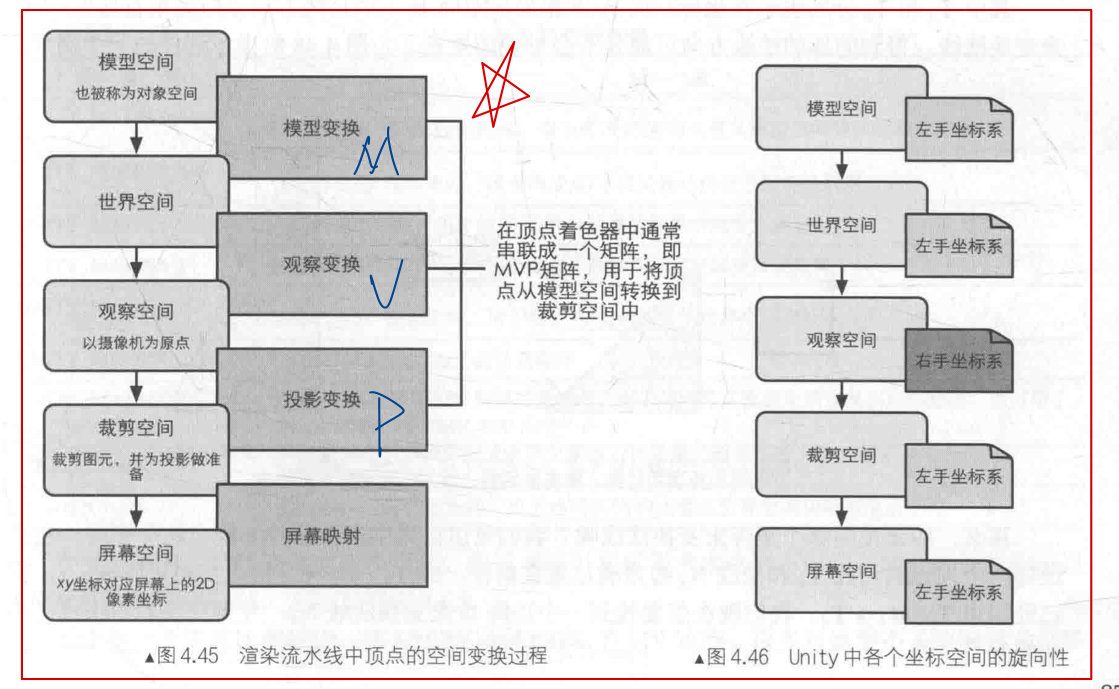 模型空间
也被称为对象空间
模型变换
M
世界空间
观察变换
V
观察空间
以摄像机为原点
投影变换
P
裁剪空间
裁剪图元，并为投影做准
备
屏幕映射
屏幕空间
xy坐标对应屏幕上的2D
像素坐标
在顶点着色器中通常
串联成一个矩阵，即
MVP矩阵，用于将顶
点从模型空间转换到
裁剪空间中
▲图 4.45 渲染流水线中顶点的空间变换过程
模型空间
左手坐标系
世界空间
左手坐标系
观察空间
右手坐标系
裁剪空间
左手坐标系
屏幕空间
左手坐标系
▲图 4.46 Unity 中各个坐标空间的旋向性